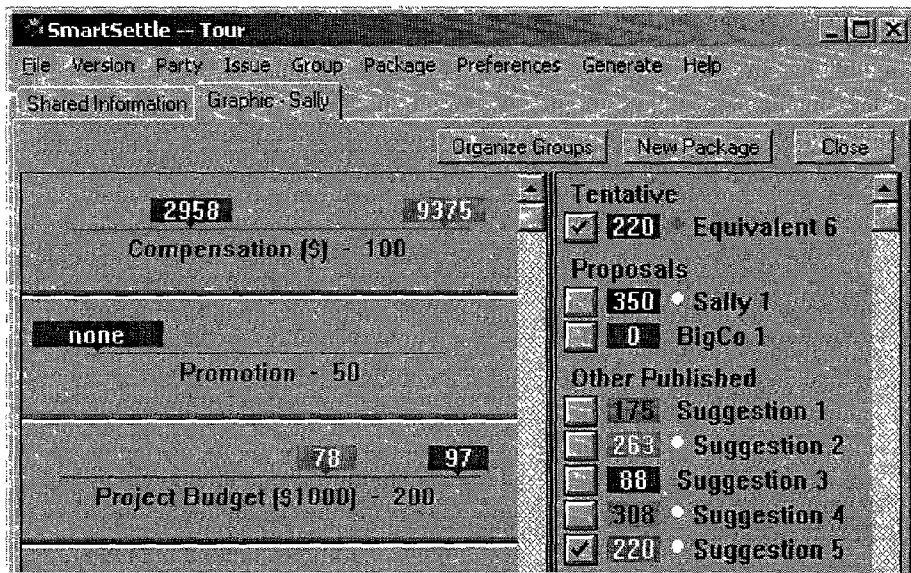 SmartSettle -- Tour
File Version Party Issue Group Package Preferences Generate Help
Shared Information Graphic - Sally
Organize Groups New Package Close
2958 9375
Compensation ($) - 100
none
Promotion - 50
78 97
Project Budget ($1000) - 200
Tentative
220 Equivalent 6
Proposals
350 Sally 1
0 BigCo 1
Other Published
175 Suggestion 1
263 Suggestion 2
88 Suggestion 3
308 Suggestion 4
220 Suggestion 5